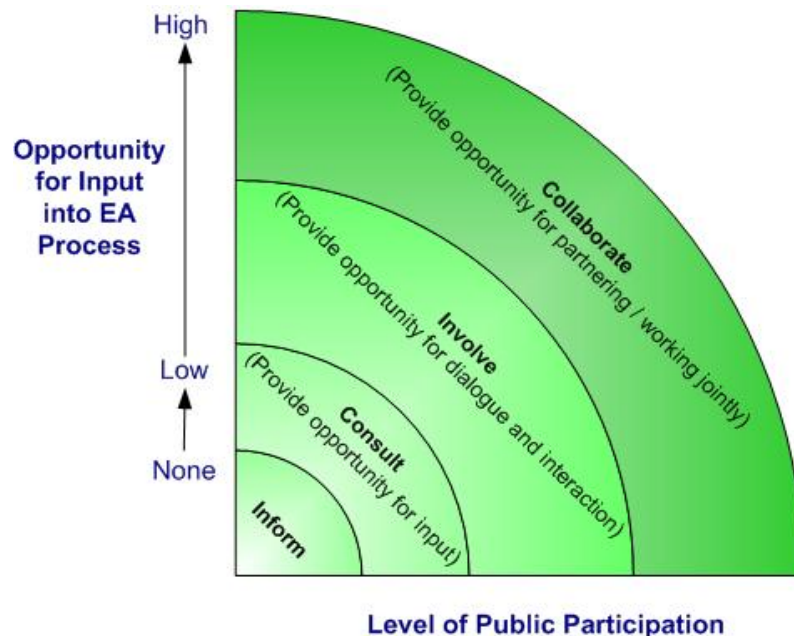 High
Opportunity
for Input
into EA
Process
Low
None
Collaborate
(Provide opportunity for partnering / working jointly)
Involve
(Provide opportunity for dialogue and interaction)
Consult
(Provide opportunity for input)
Inform
Level of Public Participation